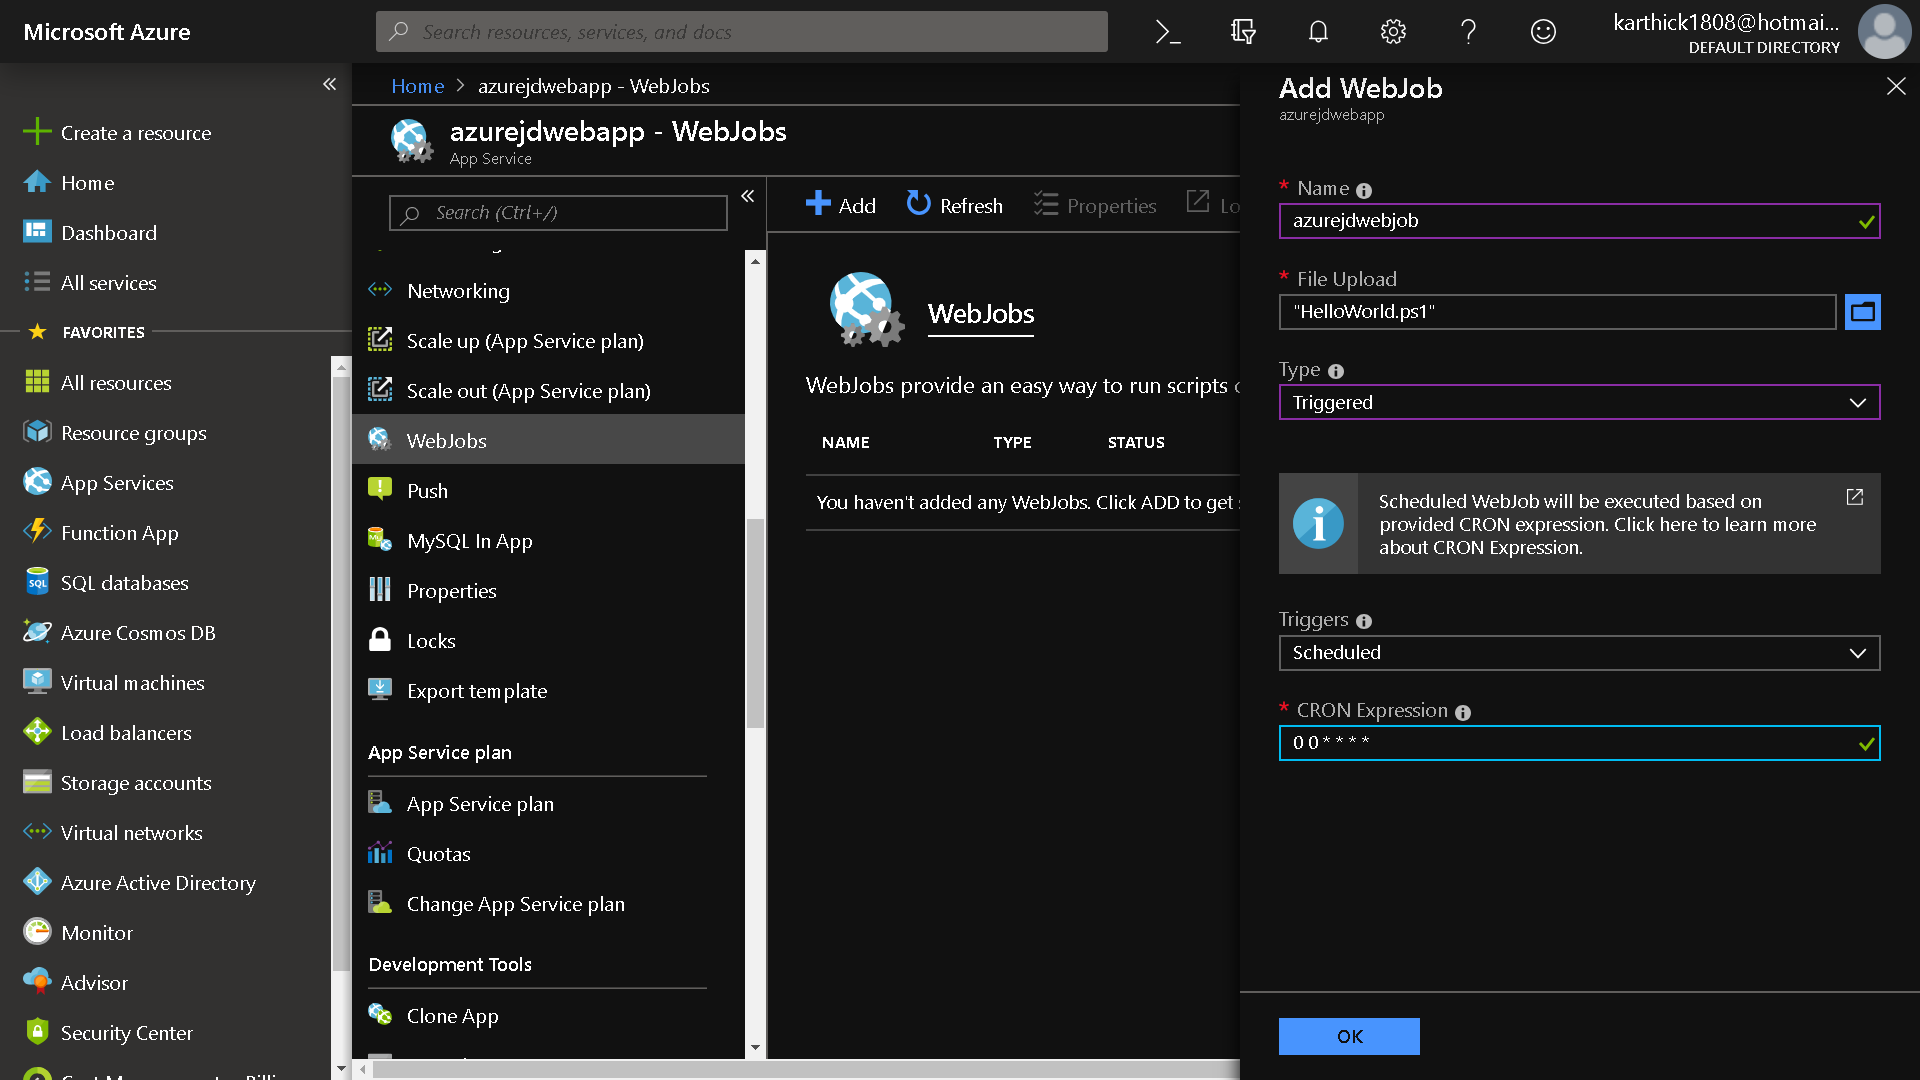 Microsoft Azure
Search resources, services, and docs
karthick1808@hotmai...
DEFAULT DIRECTORY
Create a resource
Home
Dashboard
All services
FAVORITES
All resources
Resource groups
App Services
Function App
SQL databases
Azure Cosmos DB
Virtual machines
Load balancers
Storage accounts
Virtual networks
Azure Active Directory
Monitor
Advisor
Security Center
Home > azurejdwebapp - WebJobs
azurejdwebapp - WebJobs
App Service
Search (Ctrl+/)
Networking
Scale up (App Service plan)
Scale out (App Service plan)
WebJobs
Push
MySQL In App
Properties
Locks
Export template
App Service plan
App Service plan
Quotas
Change App Service plan
Development Tools
Clone App
Add Refresh Properties Lo
WebJobs
WebJobs provide an easy way to run scripts
NAME TYPE STATUS
You haven't added any WebJobs. Click ADD to get
Add WebJob
azurejdwebapp
* Name
azurejdwebjob
* File Upload
"HelloWorld.ps1"
Type
Triggered
Scheduled WebJob will be executed based on
provided CRON expression. Click here to learn more
about CRON Expression.
Triggers
Scheduled
* CRON Expression
0 0 * * * *
OK